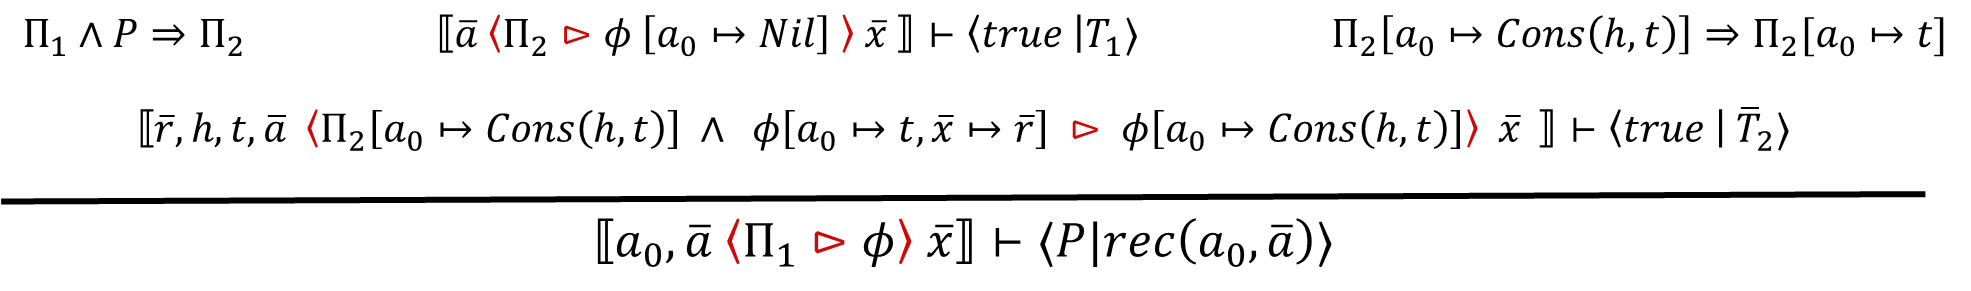 Π₁ ∧ P ⇒ Π₂ ⟦ā ⟨Π₂ ⊳ ϕ [a₀ ↦ Nil] ⟩ x̄ ⟧ ⊢ ⟨true |T₁⟩ Π₂[a₀ ↦ Cons(h, t)] ⇒ Π₂[a₀ ↦ t]
⟦r̄, h, t, ā ⟨Π₂[a₀ ↦ Cons(h, t)] ∧ ϕ[a₀ ↦ t, x̄ ↦ r̄] ⊳ ϕ[a₀ ↦ Cons(h, t)]⟩ x̄ ⟧ ⊢ ⟨true | T̄₂⟩
⟦a₀, ā ⟨Π₁ ⊳ ϕ⟩ x̄⟧ ⊢ ⟨P|rec(a₀, ā)⟩